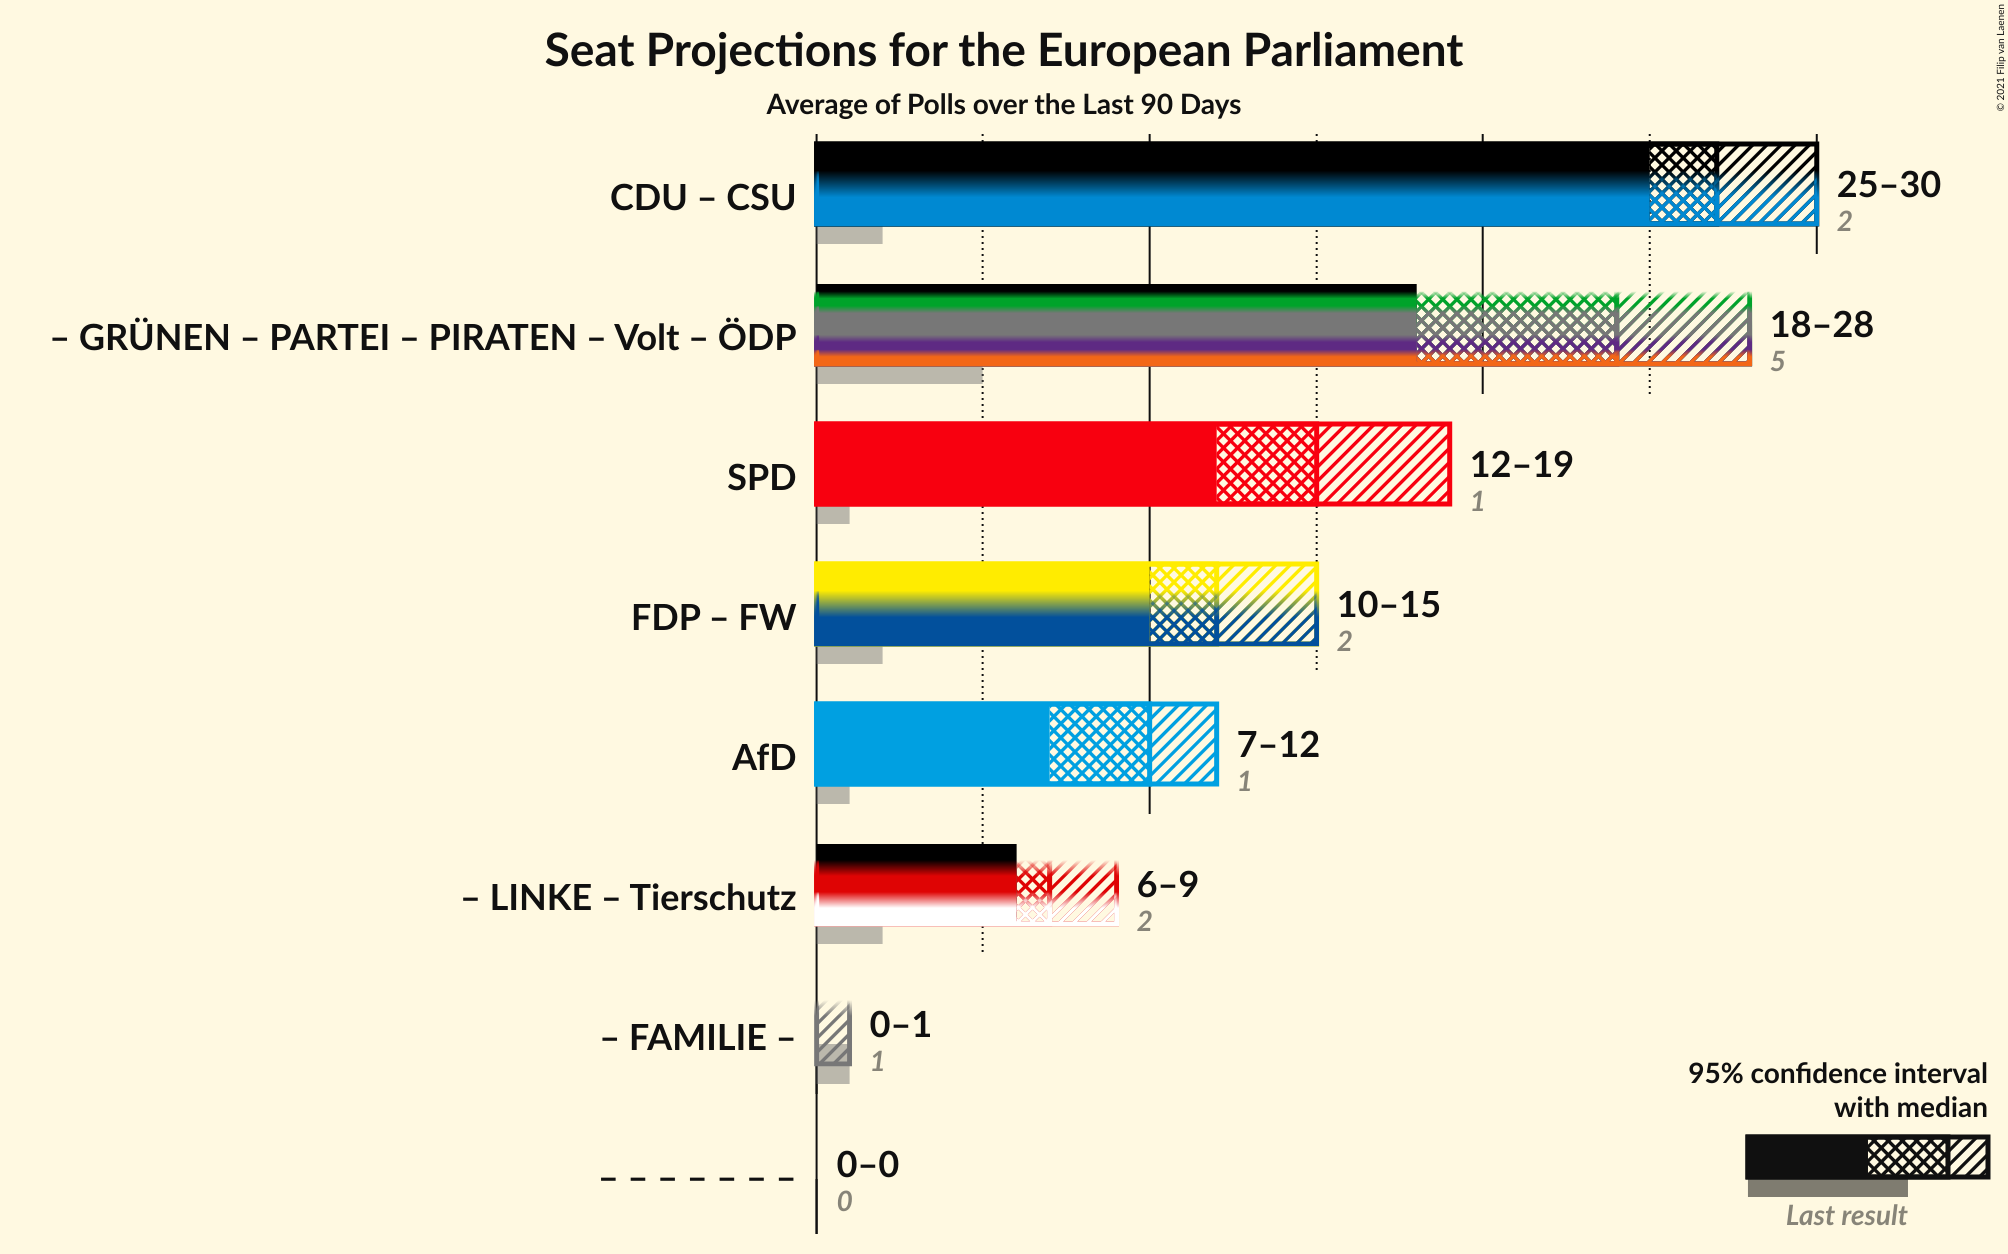 Seat Projections for the European Parliament
Average of Polls over the Last 90 Days
© 2021 Filip van Laenen
CDU – CSU
25–30
2
– GRÜNEN – PARTEI – PIRATEN – Volt – ÖDP
18–28
5
SPD
12–19
1
FDP – FW
10–15
2
AfD
7–12
1
– LINKE – Tierschutz
6–9
2
– FAMILIE –
0–1
1
– – – – – – –
0–0
0
95% confidence interval
with median
Last result